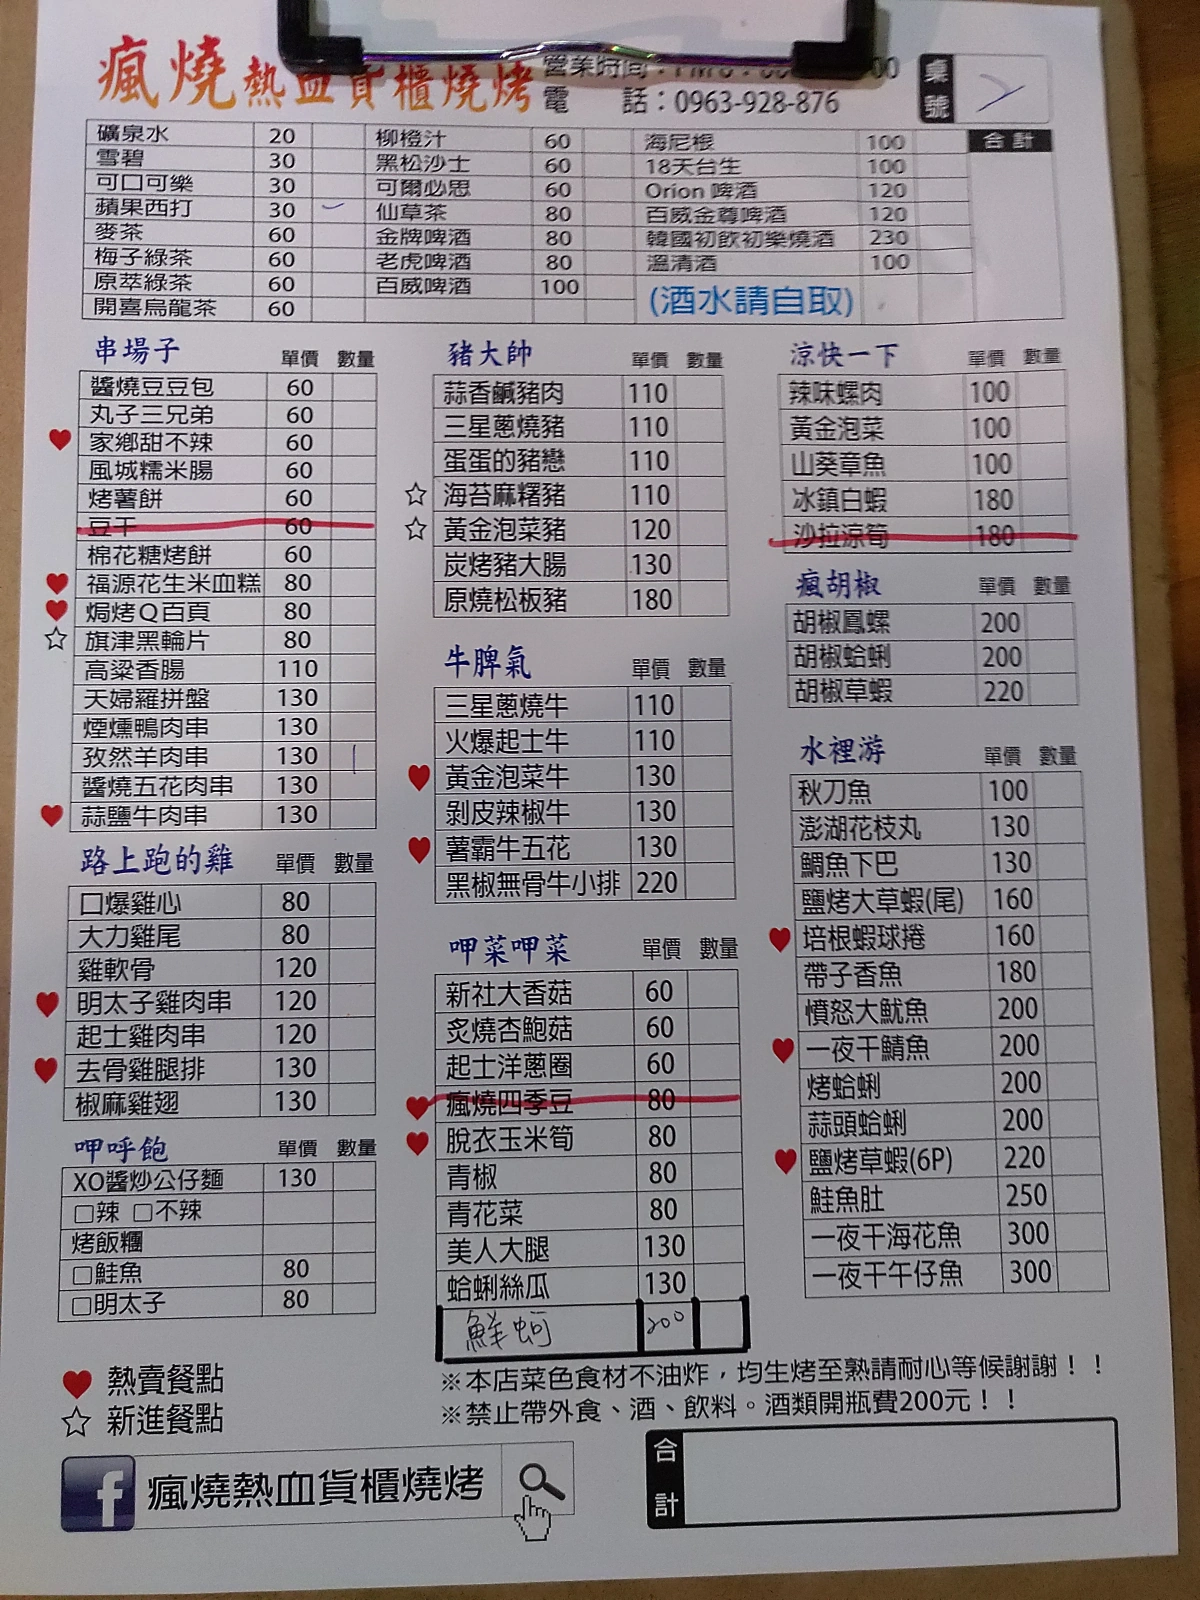 瘋燒熱血貨櫃燒烤
營業時間：PM
電 話：0963-928-876
桌號
礦泉水 20 柳橙汁 60 海尼根 100 合計
雪碧 30 黑松沙士 60 18天台生 100
可口可樂 30 可爾必思 60 Orion 啤酒 120
蘋果西打 30 仙草茶 80 百威金尊啤酒 120
麥茶 60 金牌啤酒 80 韓國初飲初樂燒酒 230
梅子綠茶 60 老虎啤酒 80 溫清酒 100
原萃綠茶 60 百威啤酒 100 (酒水請自取)
開喜烏龍茶 60
串場子 單價 數量
醬燒豆豆包 60
丸子三兄弟 60
家鄉甜不辣 60
風城糯米腸 60
烤薯餅 60
豆干 60
棉花糖烤餅 60
福源花生米血糕 80
焗烤Q百頁 80
旗津黑輪片 80
高粱香腸 110
天婦羅拼盤 130
煙燻鴨肉串 130
孜然羊肉串 130
醬燒五花肉串 130
蒜鹽牛肉串 130
路上跑的雞 單價 數量
口爆雞心 80
大力雞尾 80
雞軟骨 120
明太子雞肉串 120
起士雞肉串 120
去骨雞腿排 130
椒麻雞翅 130
呷呼飽 單價 數量
XO醬炒公仔麵 130
□辣 □不辣
烤飯糰
□鮭魚 80
□明太子 80
豬大帥 單價 數量
蒜香鹹豬肉 110
三星蔥燒豬 110
蛋蛋的豬戀 110
海苔麻糬豬 110
黃金泡菜豬 120
炭烤豬大腸 130
原燒松板豬 180
牛脾氣 單價 數量
三星蔥燒牛 110
火爆起士牛 110
黃金泡菜牛 130
剝皮辣椒牛 130
薯霸牛五花 130
黑椒無骨牛小排 220
呷菜呷菜 單價 數量
新社大香菇 60
炙燒杏鮑菇 60
起士洋蔥圈 60
瘋燒四季豆 80
脫衣玉米筍 80
青椒 80
青花菜 80
美人大腿 130
蛤蜊絲瓜 130
鮮蚵 200
涼快一下 單價 數量
辣味螺肉 100
黃金泡菜 100
山葵章魚 100
冰鎮白蝦 180
沙拉涼筍 180
瘋胡椒 單價 數量
胡椒鳳螺 200
胡椒蛤蜊 200
胡椒草蝦 220
水裡游 單價 數量
秋刀魚 100
澎湖花枝丸 130
鯛魚下巴 130
鹽烤大草蝦(尾) 160
培根蝦球捲 160
帶子香魚 180
憤怒大魷魚 200
一夜干鯖魚 200
烤蛤蜊 200
蒜頭蛤蜊 200
鹽烤草蝦(6P) 220
鮭魚肚 250
一夜干海花魚 300
一夜干午仔魚 300
♥ 熱賣餐點
☆ 新進餐點
※本店菜色食材不油炸，均生烤至熟請耐心等候謝謝！！
※禁止帶外食、酒、飲料。酒類開瓶費200元！！
f 瘋燒熱血貨櫃燒烤
合計